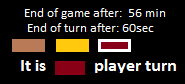 End of game after: 56 min
End of turn after: 60sec
It is player turn